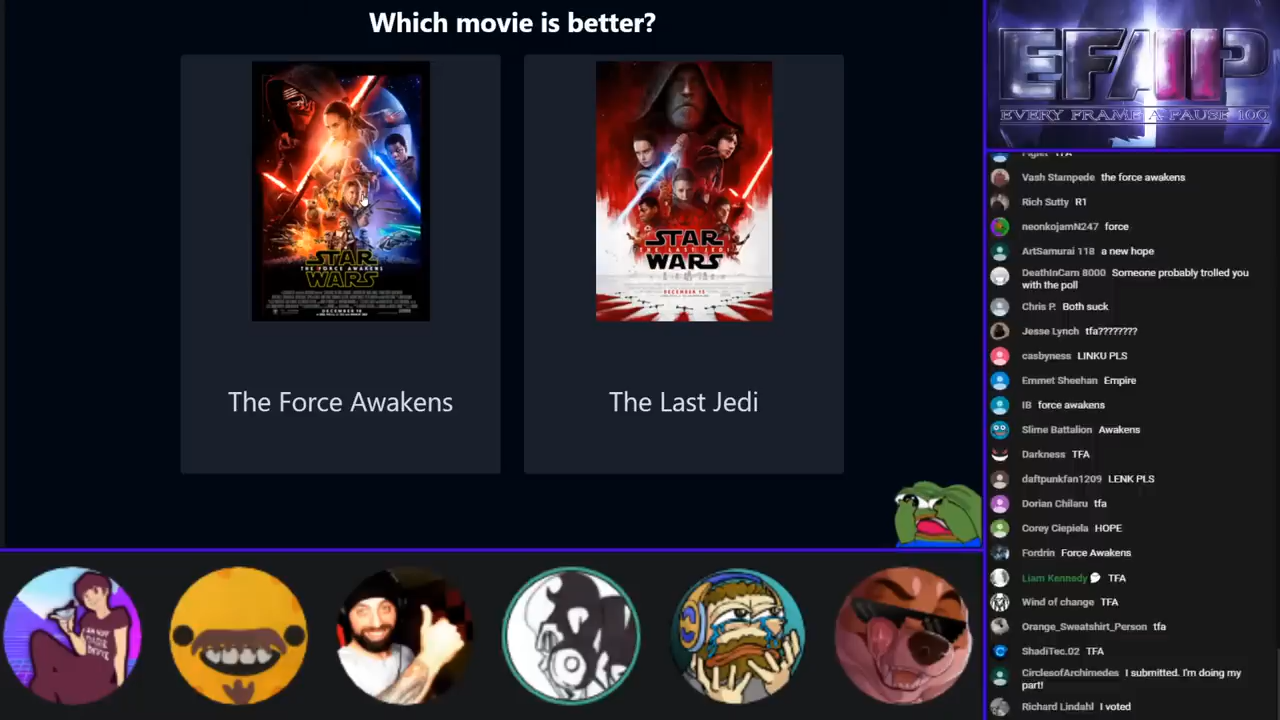 Which movie is better?
STAR
THE FORCE AWAKENS
WARS
DECEMBER 18
The Force Awakens
STAR
THE LAST JEDI
WARS
DECEMBER 15
The Last Jedi
EFAP
EVERY FRAME A PAUSE 100
Vash Stampede the force awakens
Rich Sutty R1
neonkojamN247 force
ArtSamurai 118 a new hope
DeathInCam 8000 Someone probably trolled you
with the poll
Chris P. Both suck
Jesse Lynch tfa????????
casbyness LINKU PLS
Emmet Sheehan Empire
IB force awakens
Slime Battalion Awakens
Darkness TFA
daftpunkfan1209 LENK PLS
Dorian Chilaru tfa
Corey Ciepiela HOPE
Fordrin Force Awakens
Liam Kennedy TFA
Wind of change TFA
Orange_Sweatshirt_Person tfa
ShadiTec.02 TFA
CirclesofArchimedes I submitted. I'm doing my
part!
Richard Lindahl I voted